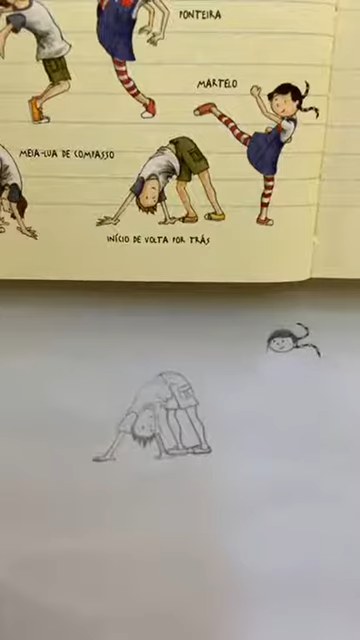 PONTEIRA
MARTELO
MEIA-LUA DE COMPASSO
INÍCIO DE VOLTA POR TRÁS